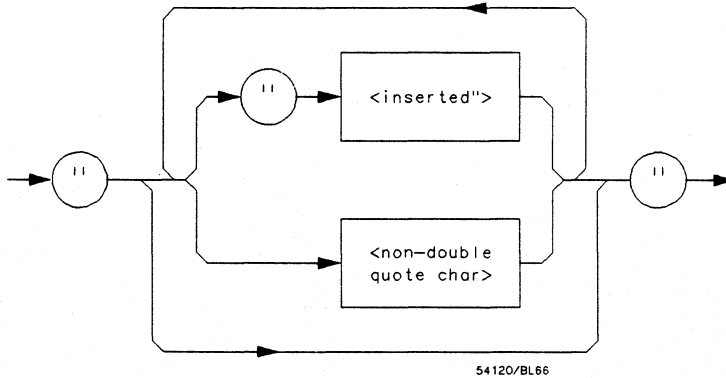 "
<inserted">
"
"
<non-double
quote char>
54120/BL66